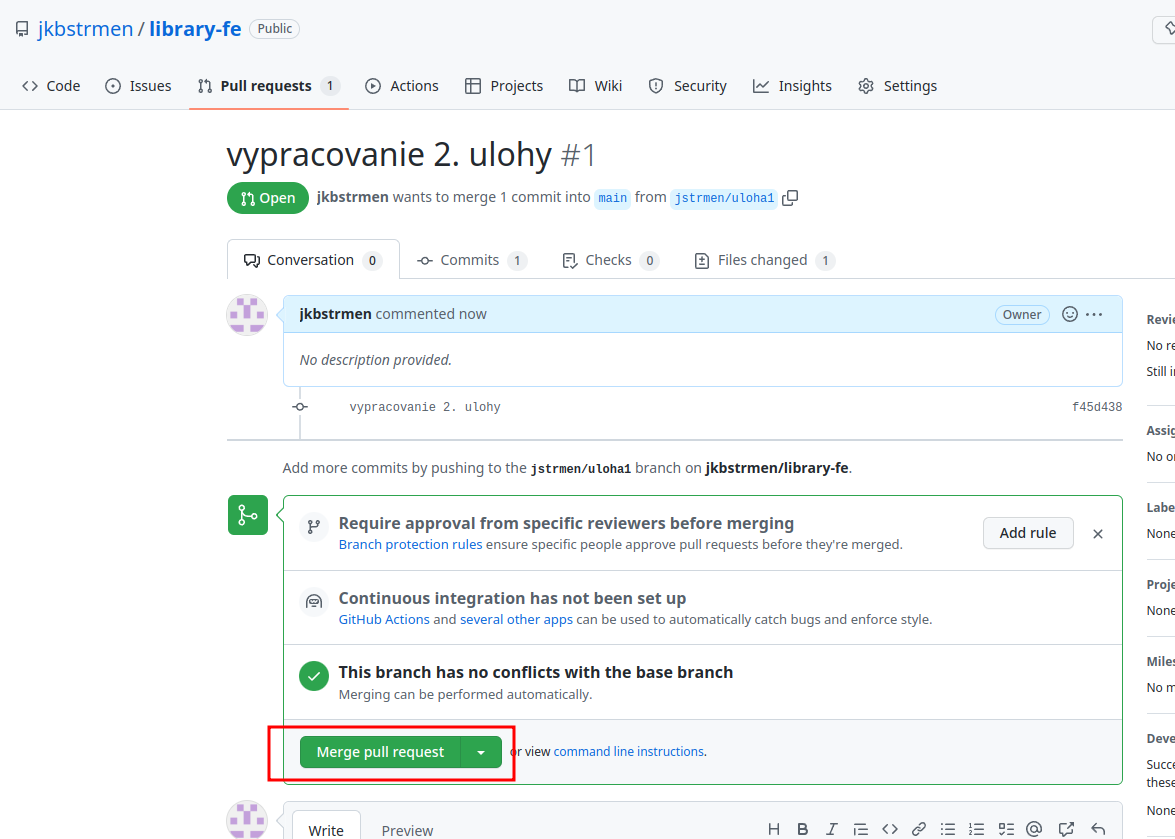 jkbstrmen / library-fe Public
Code Issues Pull requests 1 Actions Projects Wiki Security Insights Settings
vypracovanie 2. ulohy #1
Open jkbstrmen wants to merge 1 commit into main from jstrmen/uloha1
Conversation 0 Commits 1 Checks 0 Files changed 1
jkbstrmen commented now Owner
No description provided.
vypracovanie 2. ulohy f45d438
Add more commits by pushing to the jstrmen/uloha1 branch on jkbstrmen/library-fe.
Require approval from specific reviewers before merging
Branch protection rules ensure specific people approve pull requests before they're merged.
Add rule
Continuous integration has not been set up
GitHub Actions and several other apps can be used to automatically catch bugs and enforce style.
This branch has no conflicts with the base branch
Merging can be performed automatically.
Merge pull request or view command line instructions.
Write Preview
Revie
No re
Still i
Assig
No o
Labe
None
Proje
None
Miles
No m
Deve
Succe
these
None